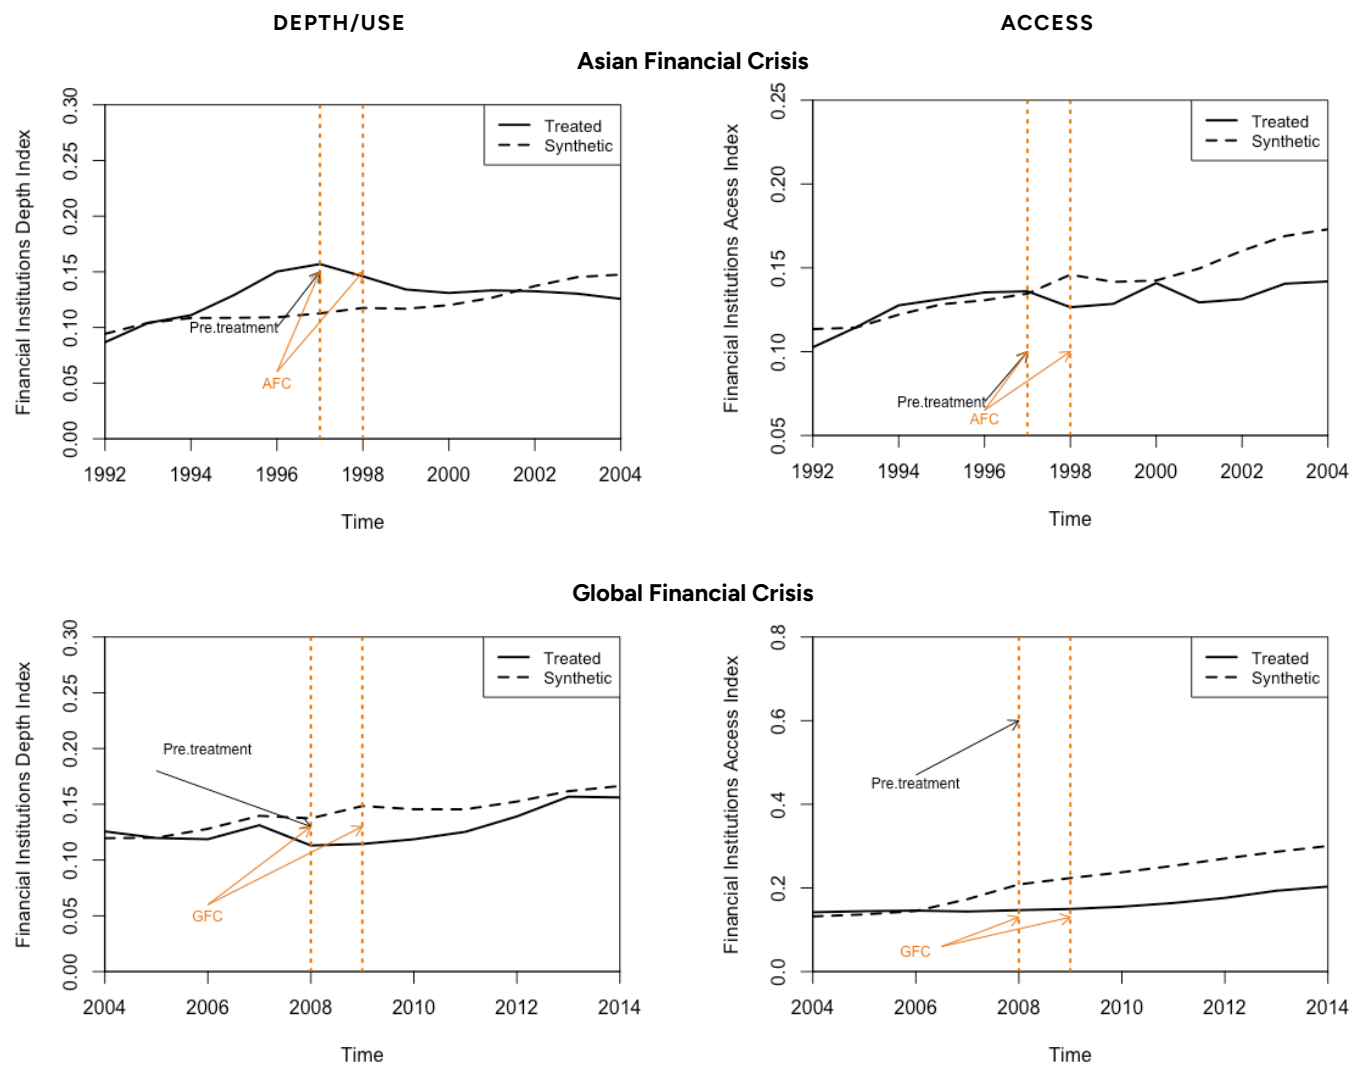 DEPTH/USE
ACCESS
Asian Financial Crisis
Financial Institutions Depth Index
0.00 0.05 0.10 0.15 0.20 0.25 0.30
Treated
Synthetic
Pre.treatment
AFC
1992 1994 1996 1998 2000 2002 2004
Time
Financial Institutions Acess Index
0.05 0.10 0.15 0.20 0.25
Treated
Synthetic
Pre.treatment
AFC
1992 1994 1996 1998 2000 2002 2004
Time
Global Financial Crisis
Financial Institutions Depth Index
0.00 0.05 0.10 0.15 0.20 0.25 0.30
Treated
Synthetic
Pre.treatment
GFC
2004 2006 2008 2010 2012 2014
Time
Financial Institutions Access Index
0.0 0.2 0.4 0.6 0.8
Treated
Synthetic
Pre.treatment
GFC
2004 2006 2008 2010 2012 2014
Time